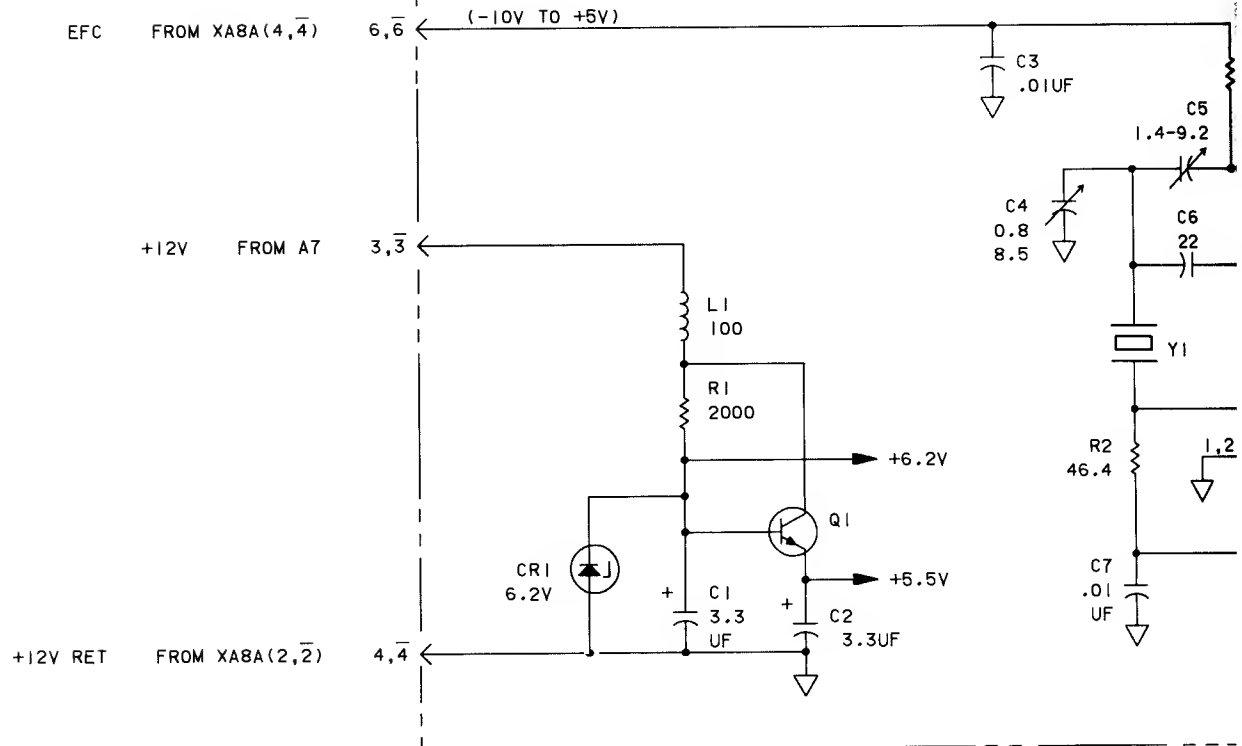 (-10V TO +5V)
EFC FROM XA8A(4,4̅) 6,6̅
C3
.01UF
C5
1.4-9.2
C4
0.8
8.5
C6
22
+12V FROM A7 3,3̅
L1
100
Y1
R1
2000
R2
46.4
1,2
+6.2V
Q1
CR1
6.2V
+5.5V
+
C1
3.3
UF
+
C2
3.3UF
C7
.01
UF
+12V RET FROM XA8A(2,2̅) 4,4̅